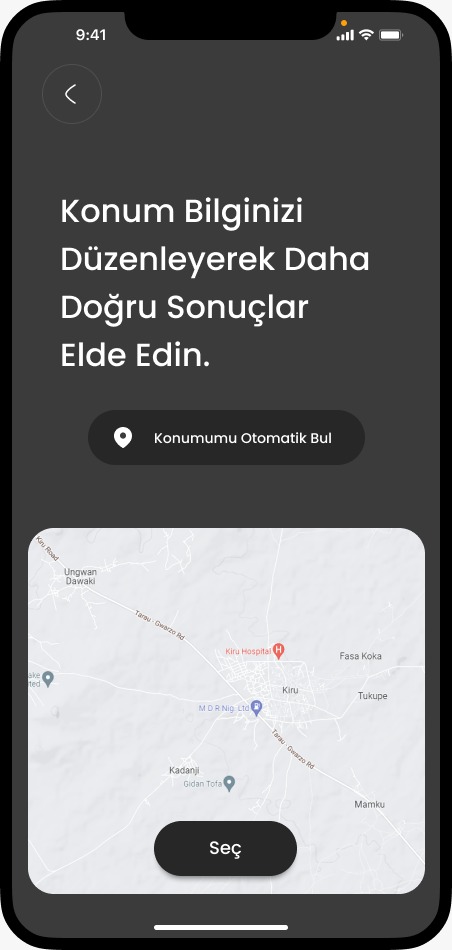 9:41
Konum Bilginizi
Düzenleyerek Daha
Doğru Sonuçlar
Elde Edin.
Konumumu Otomatik Bul
Kiru Road
Ungwan
Dawaki
Tarau - Gwarzo Rd
Kiru Hospital
H
Fasa Koka
ake
ted
Kiru
Tukupe
M D R Nig. Ltd
Tarau - Gwarzo Rd
Kadanji
Gidan Tofa
Mamku
Seç